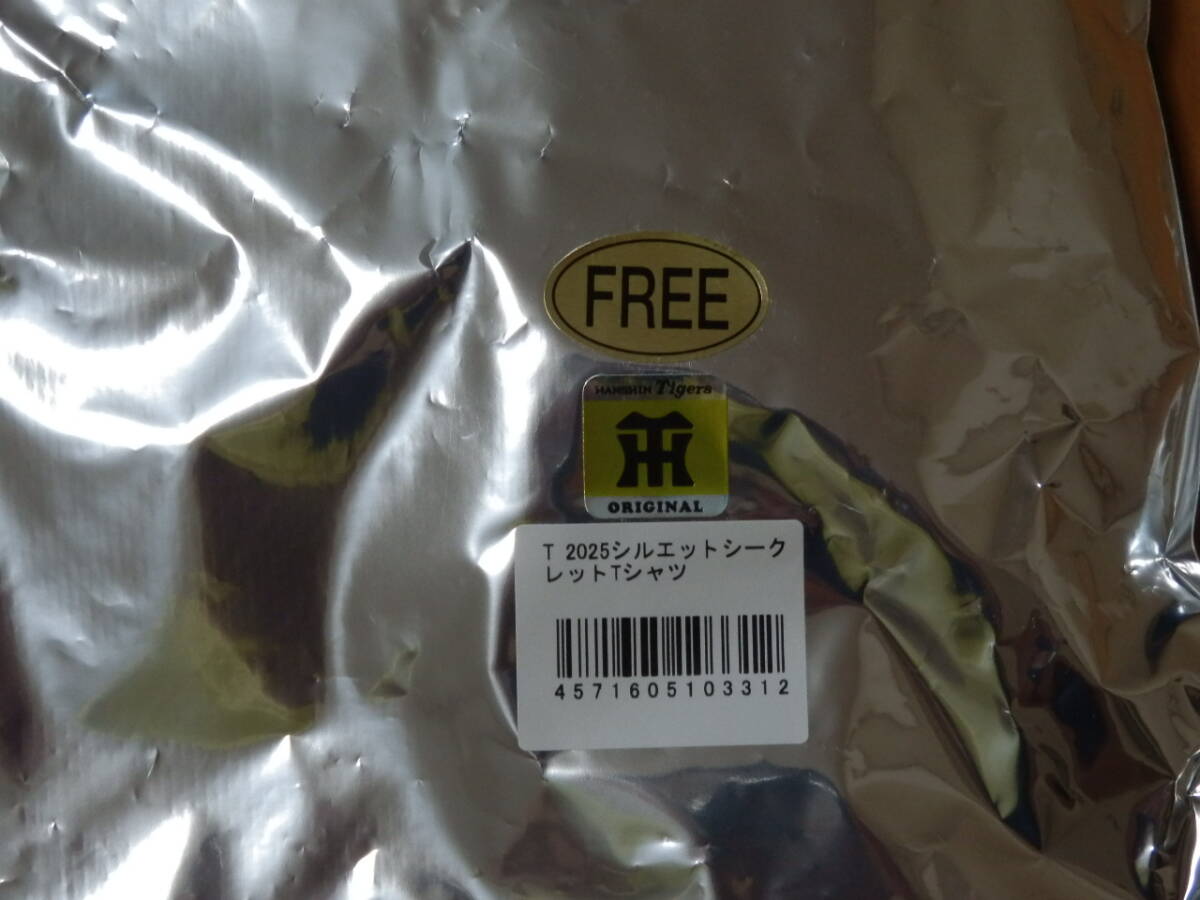 FREE
HANSHIN Tigers
TH
ORIGINAL
T 2025シルエットシーク
レットTシャツ
4571605103312